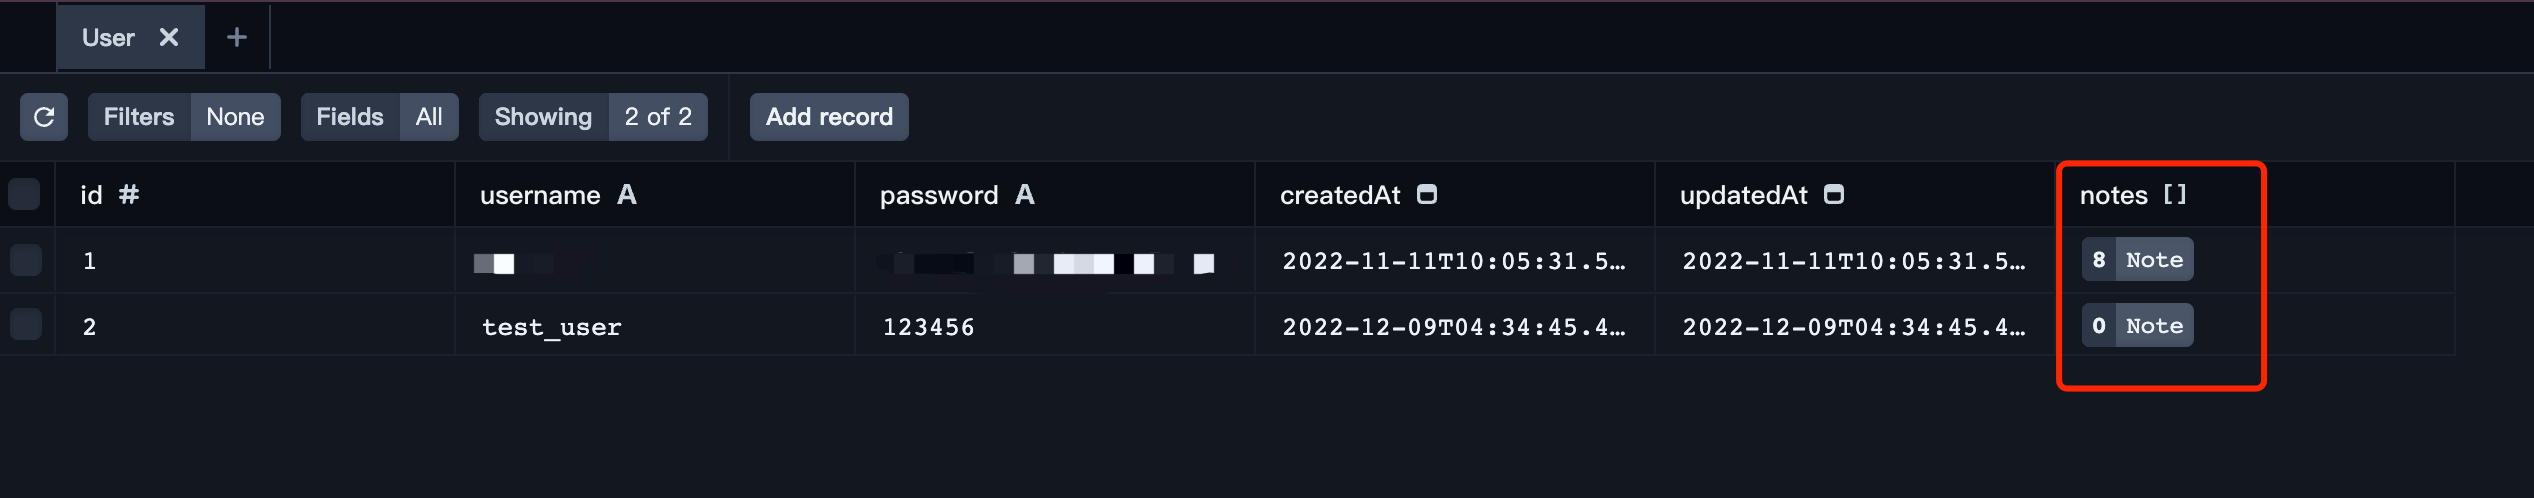 User × +
Filters None Fields All Showing 2 of 2 Add record
id # username A password A createdAt updatedAt notes []
1 2022-11-11T10:05:31.5… 2022-11-11T10:05:31.5… 8 Note
2 test_user 123456 2022-12-09T04:34:45.4… 2022-12-09T04:34:45.4… 0 Note